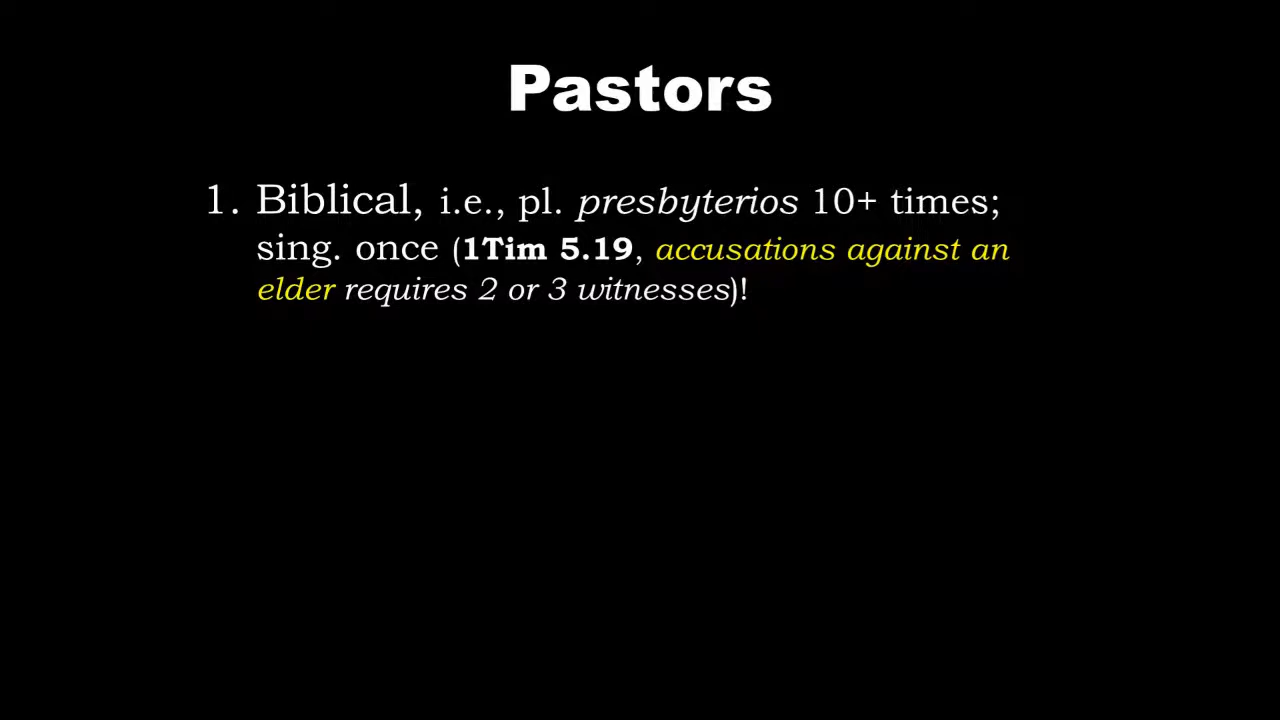 Pastors
1. Biblical, i.e., pl. presbyterios 10+ times;
sing. once (1Tim 5.19, accusations against an
elder requires 2 or 3 witnesses)!